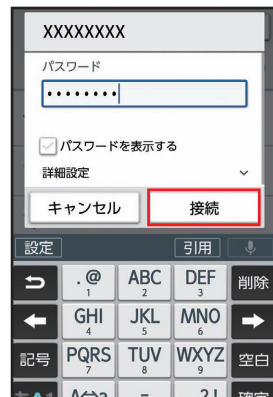 XXXXXXXX
パスワード
••••••••
パスワードを表示する
詳細設定
キャンセル 接続
設定 引用
.@ ABC DEF 削除
1 2 3
GHI JKL MNO
4 5 6
記号 PQRS TUV WXYZ 空白
7 8 9